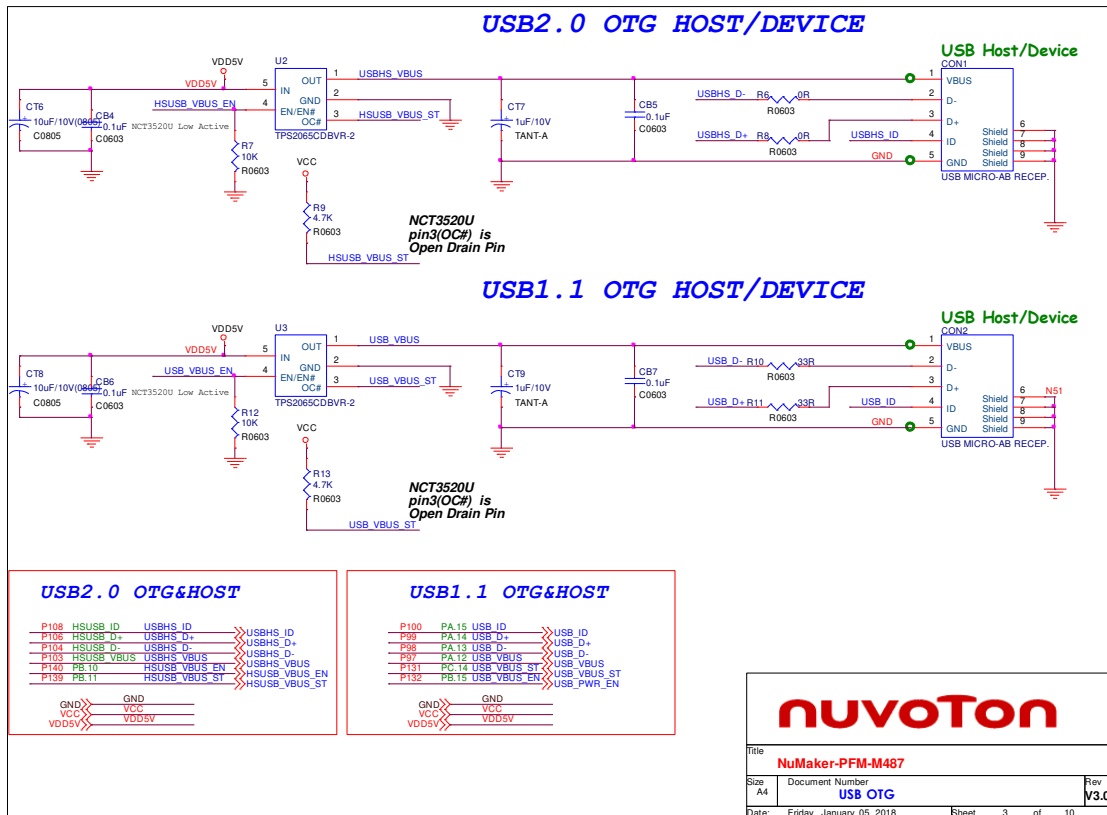 USB2.0 OTG HOST/DEVICE
USB Host/Device
VDD5V
VDD5V
U2
5 IN
OUT 1 USBHS_VBUS
HSUSB_VBUS_EN 4 EN/EN#
GND 2
OC# 3 HSUSB_VBUS_ST
TPS2065CDBVR-2
CT6
10uF/10V(0805)
C0805
CB4
0.1uF
C0603
NCT3520U Low Active
R7
10K
R0603
VCC
R9
4.7K
R0603
HSUSB_VBUS_ST
NCT3520U
pin3(OC#) is
Open Drain Pin
CT7
1uF/10V
TANT-A
CB5
0.1uF
C0603
USBHS_D- R6 0R
R0603
USBHS_D+ R8 0R
R0603
USBHS_ID
GND
CON1
1 VBUS
2 D-
3 D+
4 ID
5 GND
Shield 6
Shield 7
Shield 8
Shield 9
USB MICRO-AB RECEP.
USB1.1 OTG HOST/DEVICE
USB Host/Device
VDD5V
VDD5V
U3
5 IN
OUT 1 USB_VBUS
USB_VBUS_EN 4 EN/EN#
GND 2
OC# 3 USB_VBUS_ST
TPS2065CDBVR-2
CT8
10uF/10V(0805)
C0805
CB6
0.1uF
C0603
NCT3520U Low Active
R12
10K
R0603
VCC
R13
4.7K
R0603
USB_VBUS_ST
NCT3520U
pin3(OC#) is
Open Drain Pin
CT9
1uF/10V
TANT-A
CB7
0.1uF
C0603
USB_D- R10 33R
R0603
USB_D+ R11 33R
R0603
USB_ID
GND
CON2
1 VBUS
2 D-
3 D+
4 ID
5 GND
Shield 6 N51
Shield 7
Shield 8
Shield 9
USB MICRO-AB RECEP.
USB2.0 OTG&HOST
P108 HSUSB_ID USBHS_ID USBHS_ID
P106 HSUSB_D+ USBHS_D+ USBHS_D+
P104 HSUSB_D- USBHS_D- USBHS_D-
P103 HSUSB_VBUS USBHS_VBUS USBHS_VBUS
P140 PB.10 HSUSB_VBUS_EN HSUSB_VBUS_EN
P139 PB.11 HSUSB_VBUS_ST HSUSB_VBUS_ST
GND GND
VCC VCC
VDD5V VDD5V
USB1.1 OTG&HOST
P100 PA.15 USB_ID USB_ID
P99 PA.14 USB_D+ USB_D+
P98 PA.13 USB_D- USB_D-
P97 PA.12 USB_VBUS USB_VBUS
P131 PC.14 USB_VBUS_ST USB_VBUS_ST
P132 PB.15 USB_VBUS_EN USB_PWR_EN
GND GND
VCC VCC
VDD5V VDD5V
nuvoTon
Title
NuMaker-PFM-M487
Size
A4
Document Number
USB OTG
Rev
V3.0
Date: Friday, January 05, 2018 Sheet 3 of 10